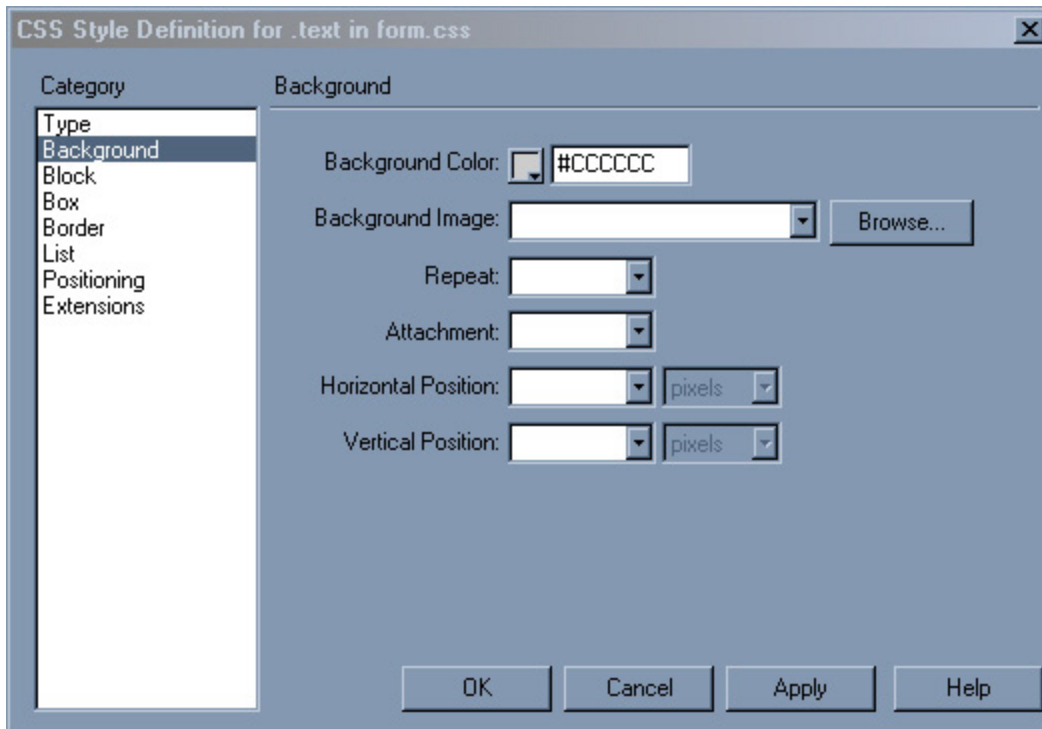 CSS Style Definition for .text in form.css
Category
Type
Background
Block
Box
Border
List
Positioning
Extensions
Background
Background Color: #CCCCCC
Background Image: Browse...
Repeat:
Attachment:
Horizontal Position: pixels
Vertical Position: pixels
OK Cancel Apply Help